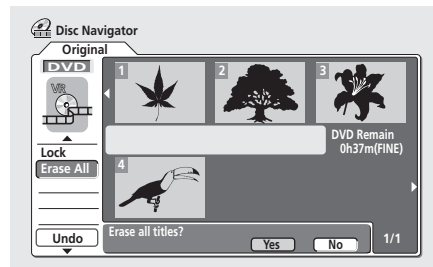 Disc Navigator
Original
DVD
VR
1
2
3
DVD Remain
0h37m(FINE)
Lock
Erase All
4
Undo
Erase all titles?
Yes
No
1/1